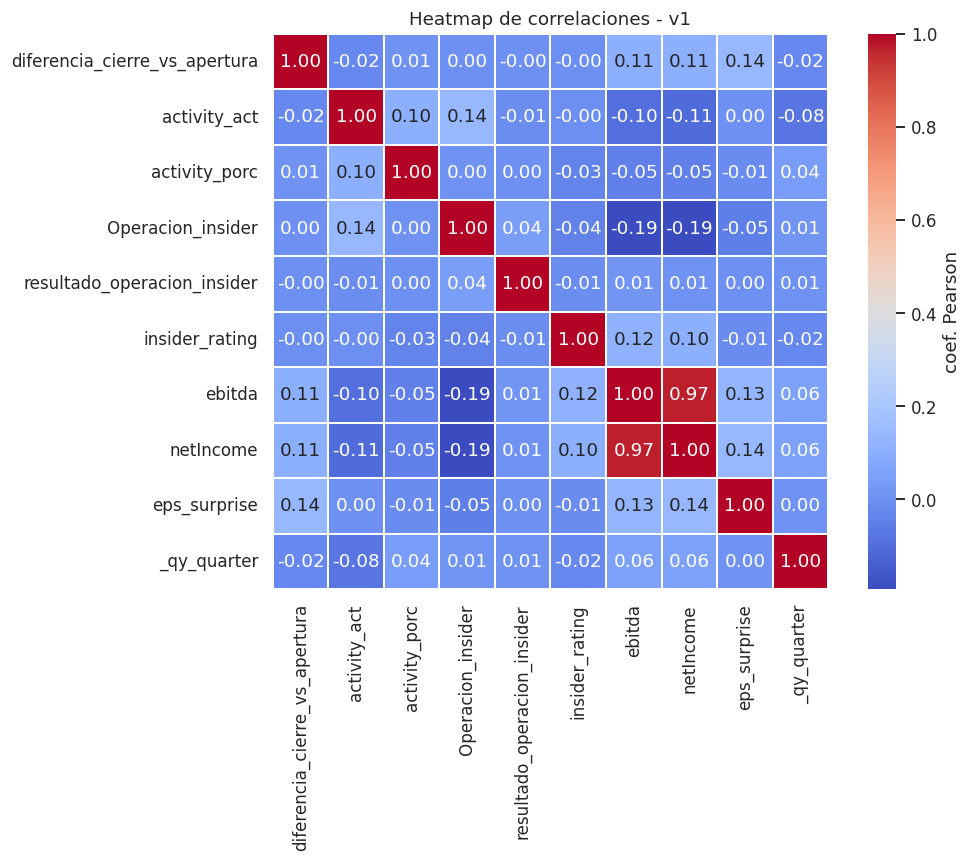 Heatmap de correlaciones - v1
diferencia_cierre_vs_apertura 1.00 -0.02 0.01 0.00 -0.00 -0.00 0.11 0.11 0.14 -0.02
activity_act -0.02 1.00 0.10 0.14 -0.01 -0.00 -0.10 -0.11 0.00 -0.08
activity_porc 0.01 0.10 1.00 0.00 0.00 -0.03 -0.05 -0.05 -0.01 0.04
Operacion_insider 0.00 0.14 0.00 1.00 0.04 -0.04 -0.19 -0.19 -0.05 0.01
resultado_operacion_insider -0.00 -0.01 0.00 0.04 1.00 -0.01 0.01 0.01 0.00 0.01
insider_rating -0.00 -0.00 -0.03 -0.04 -0.01 1.00 0.12 0.10 -0.01 -0.02
ebitda 0.11 -0.10 -0.05 -0.19 0.01 0.12 1.00 0.97 0.13 0.06
netIncome 0.11 -0.11 -0.05 -0.19 0.01 0.10 0.97 1.00 0.14 0.06
eps_surprise 0.14 0.00 -0.01 -0.05 0.00 -0.01 0.13 0.14 1.00 0.00
_qy_quarter -0.02 -0.08 0.04 0.01 0.01 -0.02 0.06 0.06 0.00 1.00
diferencia_cierre_vs_apertura
activity_act
activity_porc
Operacion_insider
resultado_operacion_insider
insider_rating
ebitda
netIncome
eps_surprise
_qy_quarter
1.0
0.8
0.6
0.4
0.2
0.0
coef. Pearson